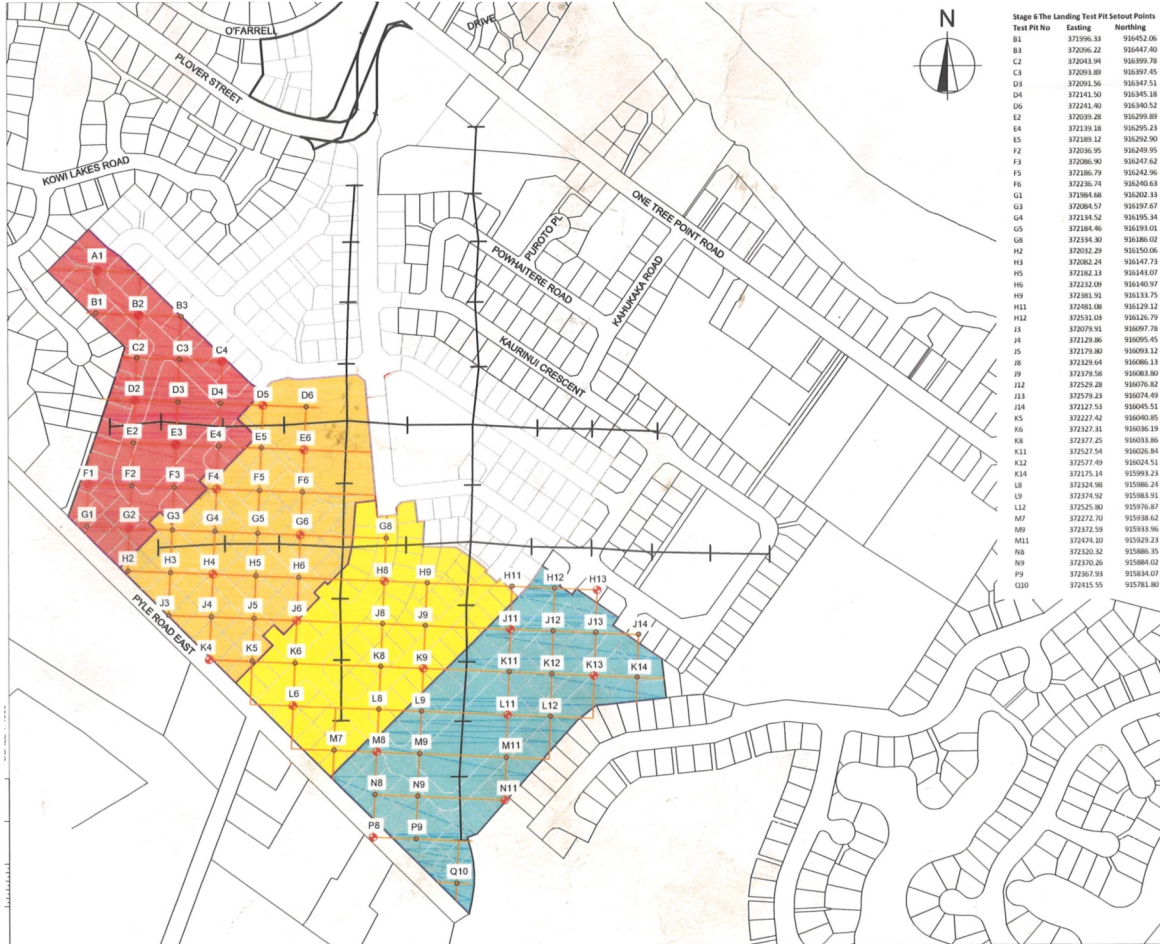 O'FARRELL
DRIVE
PLOVER STREET
KOWI LAKES ROAD
N
ONE TREE POINT ROAD
PUROTO PL
POWHAITERE ROAD
KAHUKAKA ROAD
KAURINUI CRESCENT
PYLE ROAD EAST
A1
B1 B2 B3
C2 C3 C4
D2 D3 D4 D5 D6
E2 E3 E4 E5 E6
F1 F2 F3 F4 F5 F6
G1 G2 G3 G4 G5 G6 G8
H2 H3 H4 H5 H6 H8 H9 H11 H12 H13
J3 J4 J5 J6 J8 J9 J11 J12 J13 J14
K4 K5 K6 K8 K9 K11 K12 K13 K14
L6 L8 L9 L11 L12
M7 M8 M9 M11
N8 N9 N11
P8 P9
Q10
Stage 6 The Landing Test Pit Setout Points
Test Pit No Easting Northing
B1 371996.33 916452.06
B3 372096.22 916447.40
C2 372043.94 916399.78
C3 372093.89 916397.45
D3 372091.56 916347.51
D4 372141.50 916345.18
D6 372241.40 916340.52
E2 372039.28 916299.89
E4 372139.18 916295.23
E5 372189.12 916292.90
F2 372036.95 916249.95
F3 372086.90 916247.62
F5 372186.79 916242.96
F6 372236.74 916240.63
G1 371984.68 916202.33
G3 372084.57 916197.67
G4 372134.52 916195.34
G5 372184.46 916193.01
G8 372334.30 916186.02
H2 372032.29 916150.06
H3 372082.24 916147.73
H5 372182.13 916143.07
H6 372232.09 916140.97
H9 372381.91 916133.75
H11 372481.08 916129.12
H12 372531.03 916126.79
J3 372079.91 916097.78
J4 372129.86 916095.45
J5 372179.80 916093.12
J8 372329.64 916086.13
J9 372379.58 916083.80
J12 372529.28 916076.82
J13 372579.23 916074.49
J14 372127.53 916045.51
K5 372227.42 916040.85
K6 372327.31 916036.19
K8 372377.25 916033.86
K11 372527.54 916026.84
K12 372577.49 916024.51
K14 372175.14 915993.23
L8 372324.98 915986.24
L9 372374.92 915983.91
L12 372525.80 915976.87
M7 372272.70 915938.62
M9 372372.59 915933.96
M11 372474.10 915929.23
N8 372320.32 915886.35
N9 372370.26 915884.02
P9 372367.93 915834.07
Q10 372415.55 915781.80